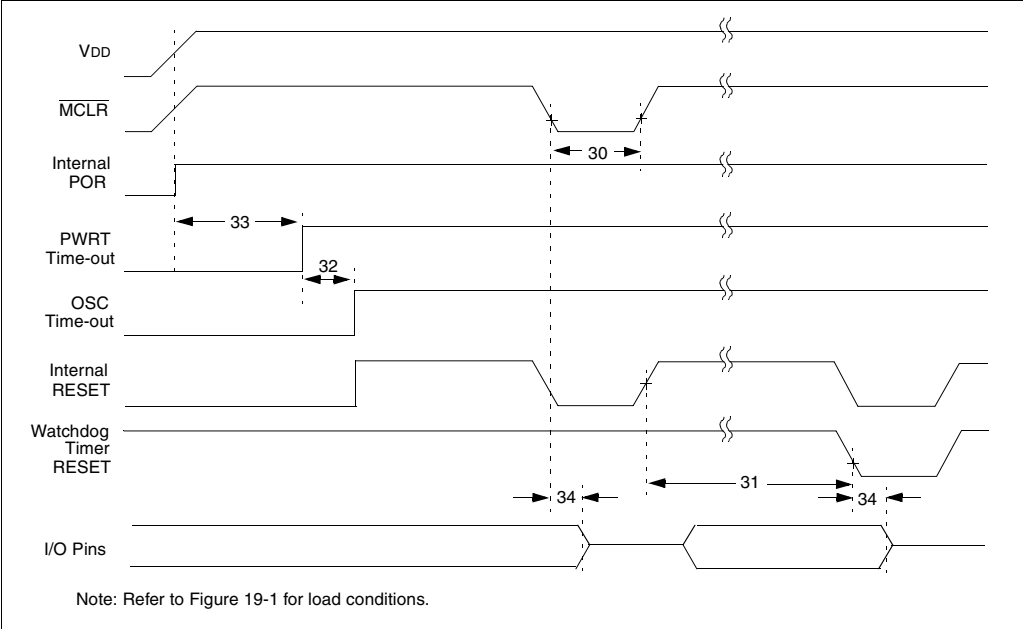 VDD
MCLR
30
Internal
POR
33
PWRT
Time-out
32
OSC
Time-out
Internal
RESET
Watchdog
Timer
RESET
31
34
34
I/O Pins
Note: Refer to Figure 19-1 for load conditions.